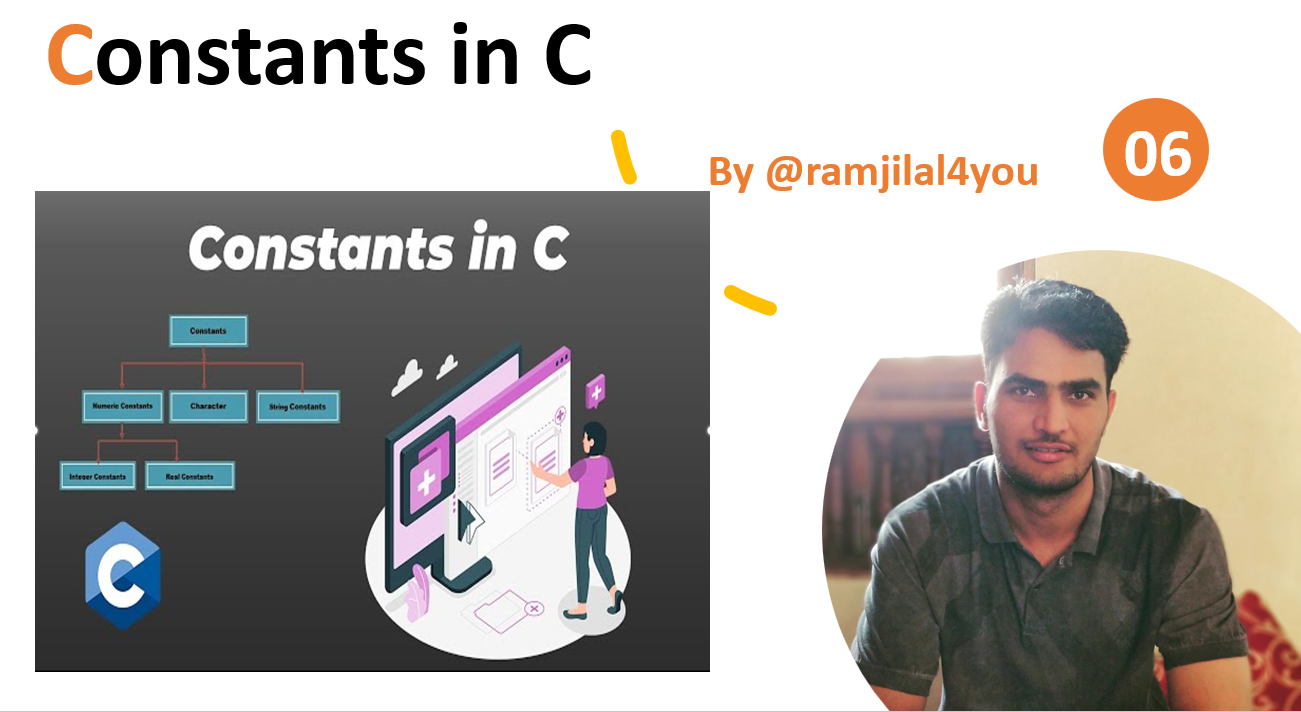 Constants in C
By @ramjilal4you
06
Constants in C
Constants
Numeric Constants
Character
String Constants
Integer Constants
Real Constants
C